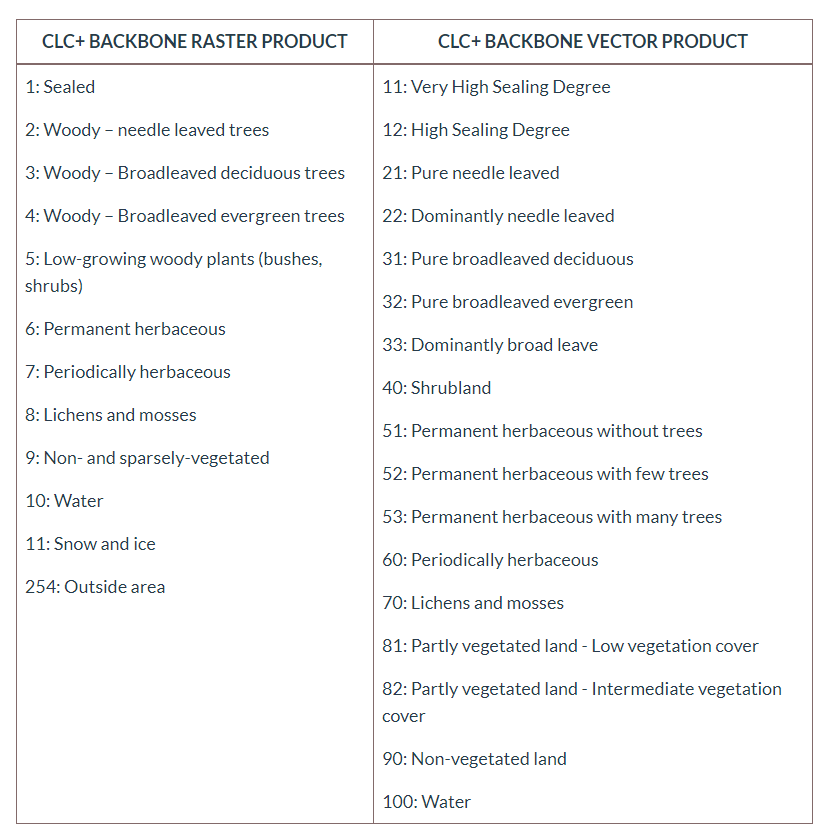 CLC+ BACKBONE RASTER PRODUCT
1: Sealed
2: Woody – needle leaved trees
3: Woody – Broadleaved deciduous trees
4: Woody – Broadleaved evergreen trees
5: Low-growing woody plants (bushes,
shrubs)
6: Permanent herbaceous
7: Periodically herbaceous
8: Lichens and mosses
9: Non- and sparsely-vegetated
10: Water
11: Snow and ice
254: Outside area
CLC+ BACKBONE VECTOR PRODUCT
11: Very High Sealing Degree
12: High Sealing Degree
21: Pure needle leaved
22: Dominantly needle leaved
31: Pure broadleaved deciduous
32: Pure broadleaved evergreen
33: Dominantly broad leave
40: Shrubland
51: Permanent herbaceous without trees
52: Permanent herbaceous with few trees
53: Permanent herbaceous with many trees
60: Periodically herbaceous
70: Lichens and mosses
81: Partly vegetated land - Low vegetation cover
82: Partly vegetated land - Intermediate vegetation
cover
90: Non-vegetated land
100: Water